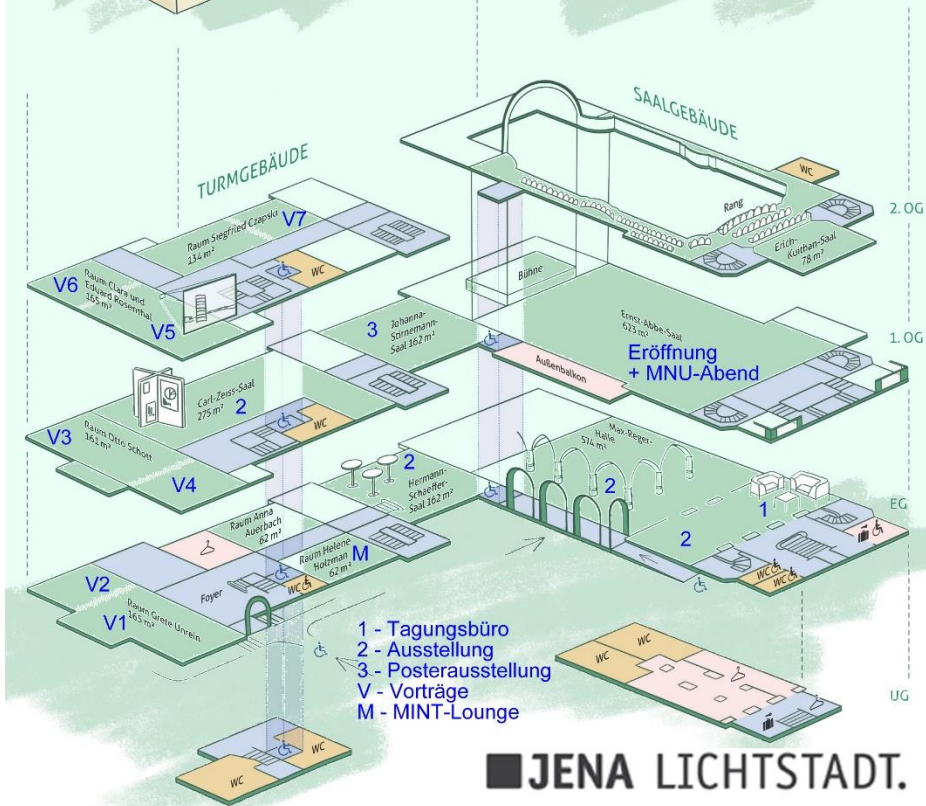 SAALGEBÄUDE
TURMGEBÄUDE
WC
2. OG
Rang
Erich-
Kuithan-Saal
78 m²
V7
Raum Siegfried Czapski
134 m²
WC
V6
Raum Clara und
Eduard Rosenthal
165 m²
V5
Bühne
3
Johanna-
Stirnemann-
Saal 162 m²
Ernst-Abbe-Saal
623 m²
1. OG
Eröffnung
+ MNU-Abend
Außenbalkon
Carl-Zeiss-Saal
275 m²
2
WC
V3
Raum Otto Schott
161 m²
V4
Max-Reger-
Halle
574 m²
2
Hermann-
Schaeffer-
Saal 162 m²
2
1
EG
2
Raum Anna
Auerbach
62 m²
Raum Helene
Holzman
62 m²
M
WC
WC
WC
V2
Foyer
V1
Raum Grete Unrein
165 m²
1 - Tagungsbüro
2 - Ausstellung
3 - Posterausstellung
V - Vorträge
M - MINT-Lounge
WC
WC
UG
WC
WC
JENA LICHTSTADT.